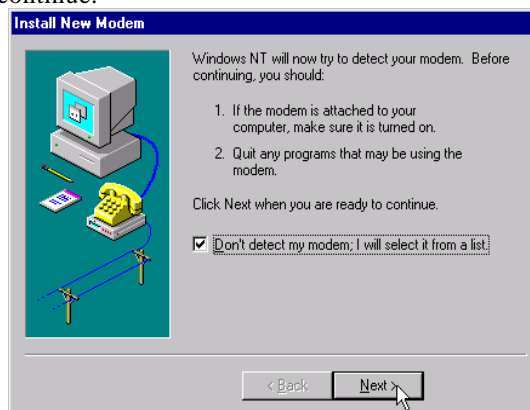 continue.
Install New Modem
Windows NT will now try to detect your modem. Before
continuing, you should:
1. If the modem is attached to your
computer, make sure it is turned on.
2. Quit any programs that may be using the
modem.
Click Next when you are ready to continue.
Don't detect my modem; I will select it from a list.
< Back
Next >